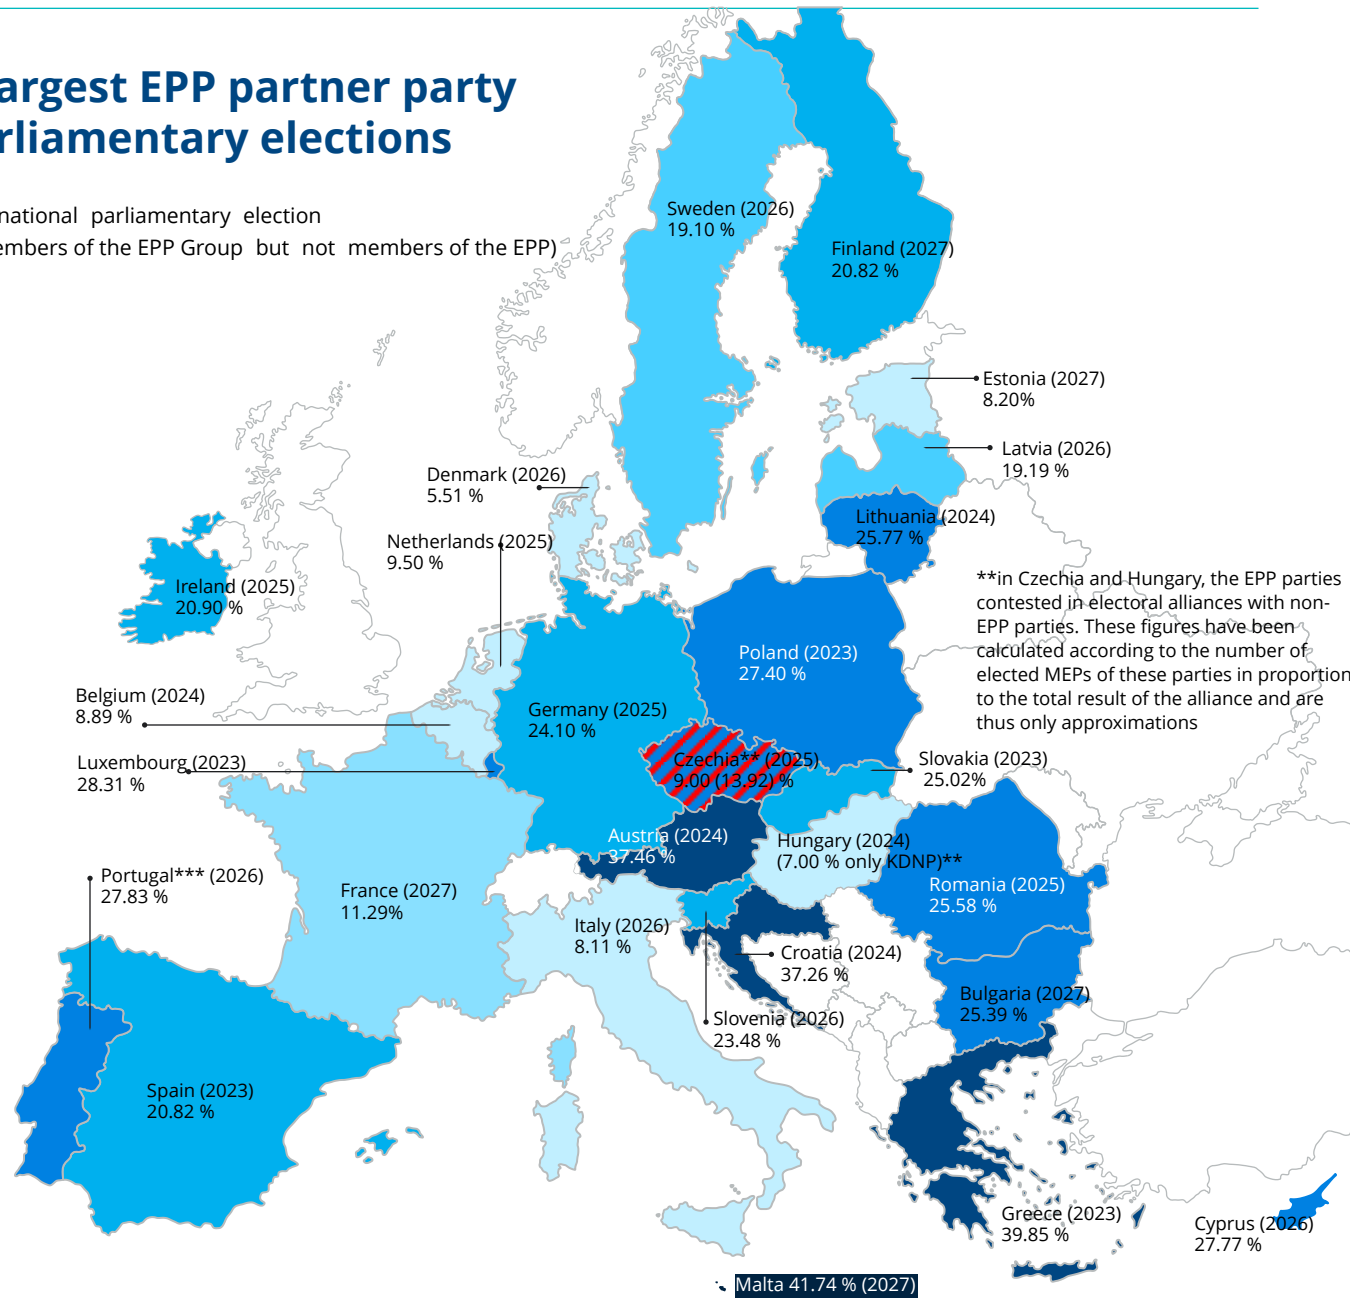 argest EPP partner party
rliamentary elections
national parliamentary election
embers of the EPP Group but not members of the EPP)
Sweden (2026)
19.10 %
Finland (2027)
20.82 %
Estonia (2027)
8.20%
Latvia (2026)
19.19 %
Denmark (2026)
5.51 %
Lithuania (2024)
25.77 %
Netherlands (2025)
9.50 %
Ireland (2025)
20.90 %
**in Czechia and Hungary, the EPP parties
contested in electoral alliances with non-
EPP parties. These figures have been
calculated according to the number of
elected MEPs of these parties in proportion
to the total result of the alliance and are
thus only approximations
Poland (2023)
27.40 %
Belgium (2024)
8.89 %
Germany (2025)
24.10 %
Luxembourg (2023)
28.31 %
Czechia** (2025)
9.00 (13.92) %
Slovakia (2023)
25.02%
Austria (2024)
37.46 %
Hungary (2024)
(7.00 % only KDNP)**
Portugal*** (2026)
27.83 %
France (2027)
11.29%
Romania (2025)
25.58 %
Italy (2026)
8.11 %
Croatia (2024)
37.26 %
Slovenia (2026)
23.48 %
Bulgaria (2027)
25.39 %
Spain (2023)
20.82 %
Greece (2023)
39.85 %
Cyprus (2026)
27.77 %
Malta 41.74 % (2027)